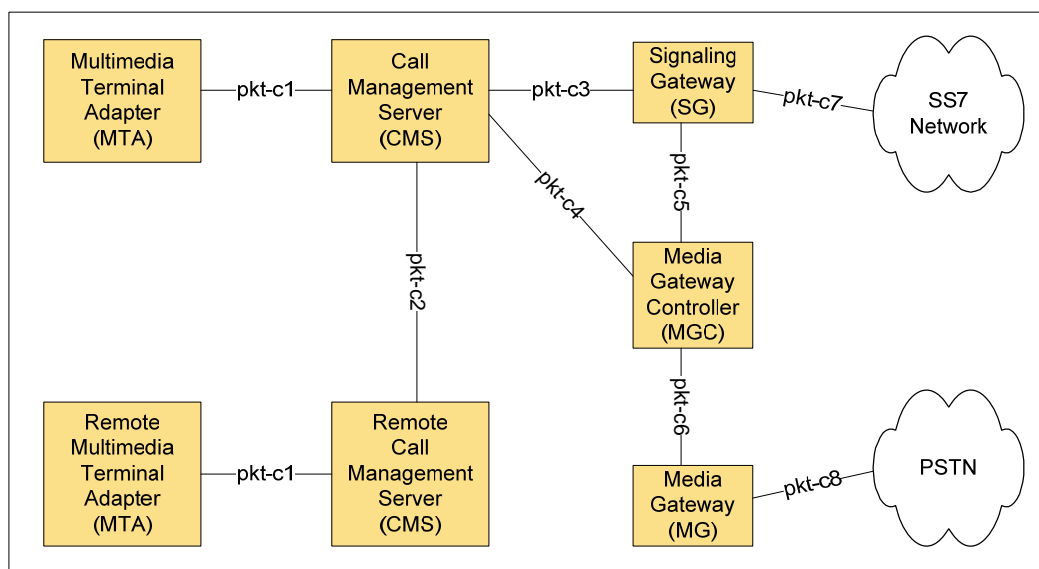 Multimedia
Terminal
Adapter
(MTA)
pkt-c1
Call
Management
Server
(CMS)
pkt-c3
Signaling
Gateway
(SG)
pkt-c7
SS7
Network
pkt-c4
pkt-c5
pkt-c2
Media
Gateway
Controller
(MGC)
pkt-c6
Remote
Multimedia
Terminal
Adapter
(MTA)
pkt-c1
Remote
Call
Management
Server
(CMS)
Media
Gateway
(MG)
pkt-c8
PSTN